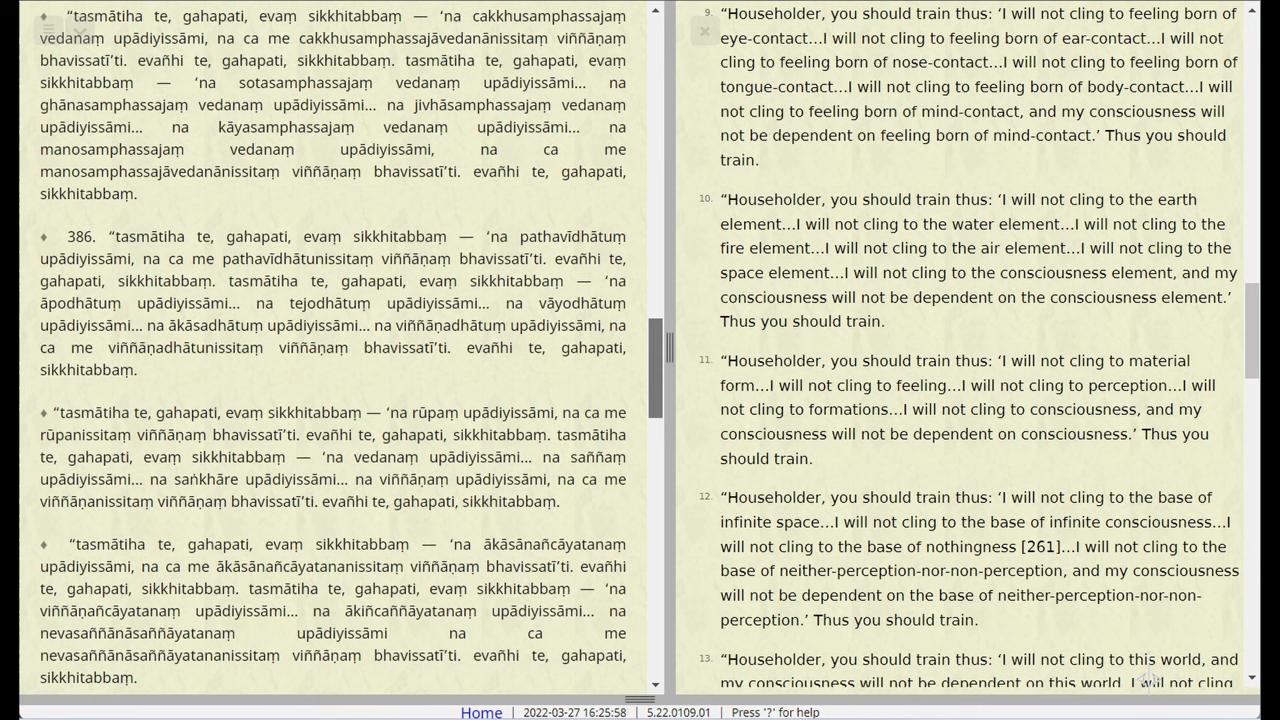 ♦ “tasmātiha te, gahapati, evaṃ sikkhitabbaṃ — ‘na cakkhusamphassajaṃ
vedanaṃ upādiyissāmi, na ca me cakkhusamphassajāvedanānissitaṃ viññāṇaṃ
bhavissatī’ti. evañhi te, gahapati, sikkhitabbaṃ. tasmātiha te, gahapati, evaṃ
sikkhitabbaṃ — ‘na sotasamphassajaṃ vedanaṃ upādiyissāmi... na
ghānasamphassajaṃ vedanaṃ upādiyissāmi... na jivhāsamphassajaṃ vedanaṃ
upādiyissāmi... na kāyasamphassajaṃ vedanaṃ upādiyissāmi... na
manosamphassajaṃ vedanaṃ upādiyissāmi, na ca me
manosamphassajāvedanānissitaṃ viññāṇaṃ bhavissatī’ti. evañhi te, gahapati,
sikkhitabbaṃ.
♦ 386. “tasmātiha te, gahapati, evaṃ sikkhitabbaṃ — ‘na pathavīdhātuṃ
upādiyissāmi, na ca me pathavīdhātunissitaṃ viññāṇaṃ bhavissatī’ti. evañhi te,
gahapati, sikkhitabbaṃ. tasmātiha te, gahapati, evaṃ sikkhitabbaṃ — ‘na
āpodhātuṃ upādiyissāmi... na tejodhātuṃ upādiyissāmi... na vāyodhātuṃ
upādiyissāmi... na ākāsadhātuṃ upādiyissāmi... na viññāṇadhātuṃ upādiyissāmi, na
ca me viññāṇadhātunissitaṃ viññāṇaṃ bhavissatī’ti. evañhi te, gahapati,
sikkhitabbaṃ.
♦ “tasmātiha te, gahapati, evaṃ sikkhitabbaṃ — ‘na rūpaṃ upādiyissāmi, na ca me
rūpanissitaṃ viññāṇaṃ bhavissatī’ti. evañhi te, gahapati, sikkhitabbaṃ. tasmātiha
te, gahapati, evaṃ sikkhitabbaṃ — ‘na vedanaṃ upādiyissāmi... na saññaṃ
upādiyissāmi... na saṅkhāre upādiyissāmi... na viññāṇaṃ upādiyissāmi, na ca me
viññāṇanissitaṃ viññāṇaṃ bhavissatī’ti. evañhi te, gahapati, sikkhitabbaṃ.
♦ “tasmātiha te, gahapati, evaṃ sikkhitabbaṃ — ‘na ākāsānañcāyatanaṃ
upādiyissāmi, na ca me ākāsānañcāyatananissitaṃ viññāṇaṃ bhavissatī’ti. evañhi
te, gahapati, sikkhitabbaṃ. tasmātiha te, gahapati, evaṃ sikkhitabbaṃ — ‘na
viññāṇañcāyatanaṃ upādiyissāmi... na ākiñcaññāyatanaṃ upādiyissāmi... na
nevasaññānāsaññāyatanaṃ upādiyissāmi na ca me
nevasaññānāsaññāyatananissitaṃ viññāṇaṃ bhavissatī’ti. evañhi te, gahapati,
sikkhitabbaṃ.
9. “Householder, you should train thus: ‘I will not cling to feeling born of
eye-contact…I will not cling to feeling born of ear-contact…I will not
cling to feeling born of nose-contact…I will not cling to feeling born of
tongue-contact…I will not cling to feeling born of body-contact…I will
not cling to feeling born of mind-contact, and my consciousness will
not be dependent on feeling born of mind-contact.’ Thus you should
train.
10. “Householder, you should train thus: ‘I will not cling to the earth
element…I will not cling to the water element…I will not cling to the
fire element…I will not cling to the air element…I will not cling to the
space element…I will not cling to the consciousness element, and my
consciousness will not be dependent on the consciousness element.’
Thus you should train.
11. “Householder, you should train thus: ‘I will not cling to material
form…I will not cling to feeling…I will not cling to perception…I will
not cling to formations…I will not cling to consciousness, and my
consciousness will not be dependent on consciousness.’ Thus you
should train.
12. “Householder, you should train thus: ‘I will not cling to the base of
infinite space…I will not cling to the base of infinite consciousness…I
will not cling to the base of nothingness [261]…I will not cling to the
base of neither-perception-nor-non-perception, and my consciousness
will not be dependent on the base of neither-perception-nor-non-
perception.’ Thus you should train.
13. “Householder, you should train thus: ‘I will not cling to this world, and
my consciousness will not be dependent on this world. I will not cling
Home | 2022-03-27 16:25:58 | 5.22.0109.01 | Press '?' for help